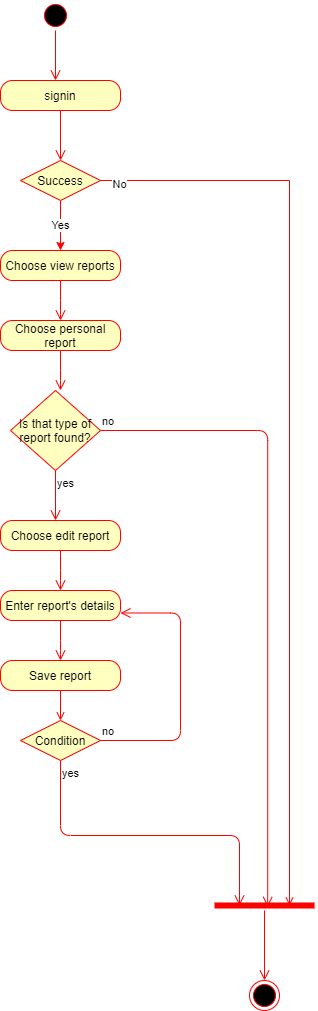 signin
Success
No
Yes
Choose view reports
Choose personal
report
Is that type of
report found?
no
yes
Choose edit report
Enter report's details
Save report
Condition
no
yes